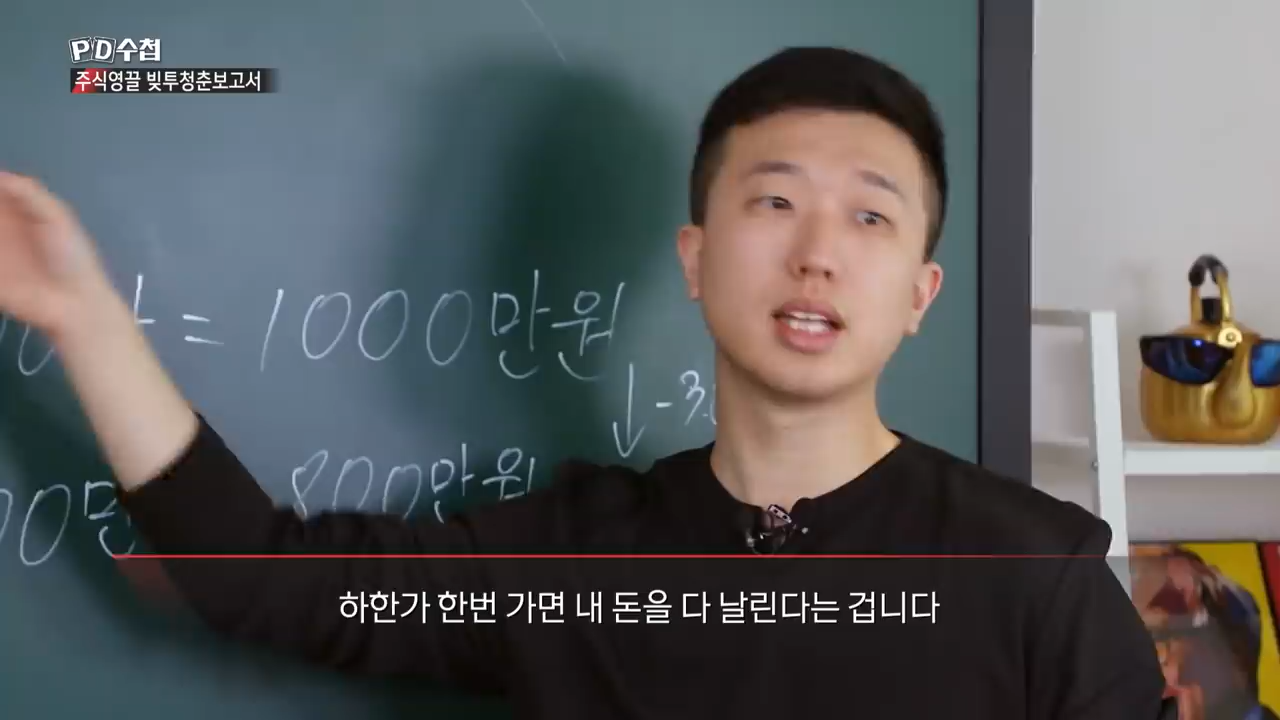 PD수첩
주식영끌 빚투청춘보고서
= 1000만원
↓ -3
800만원
하한가 한번 가면 내 돈을 다 날린다는 겁니다